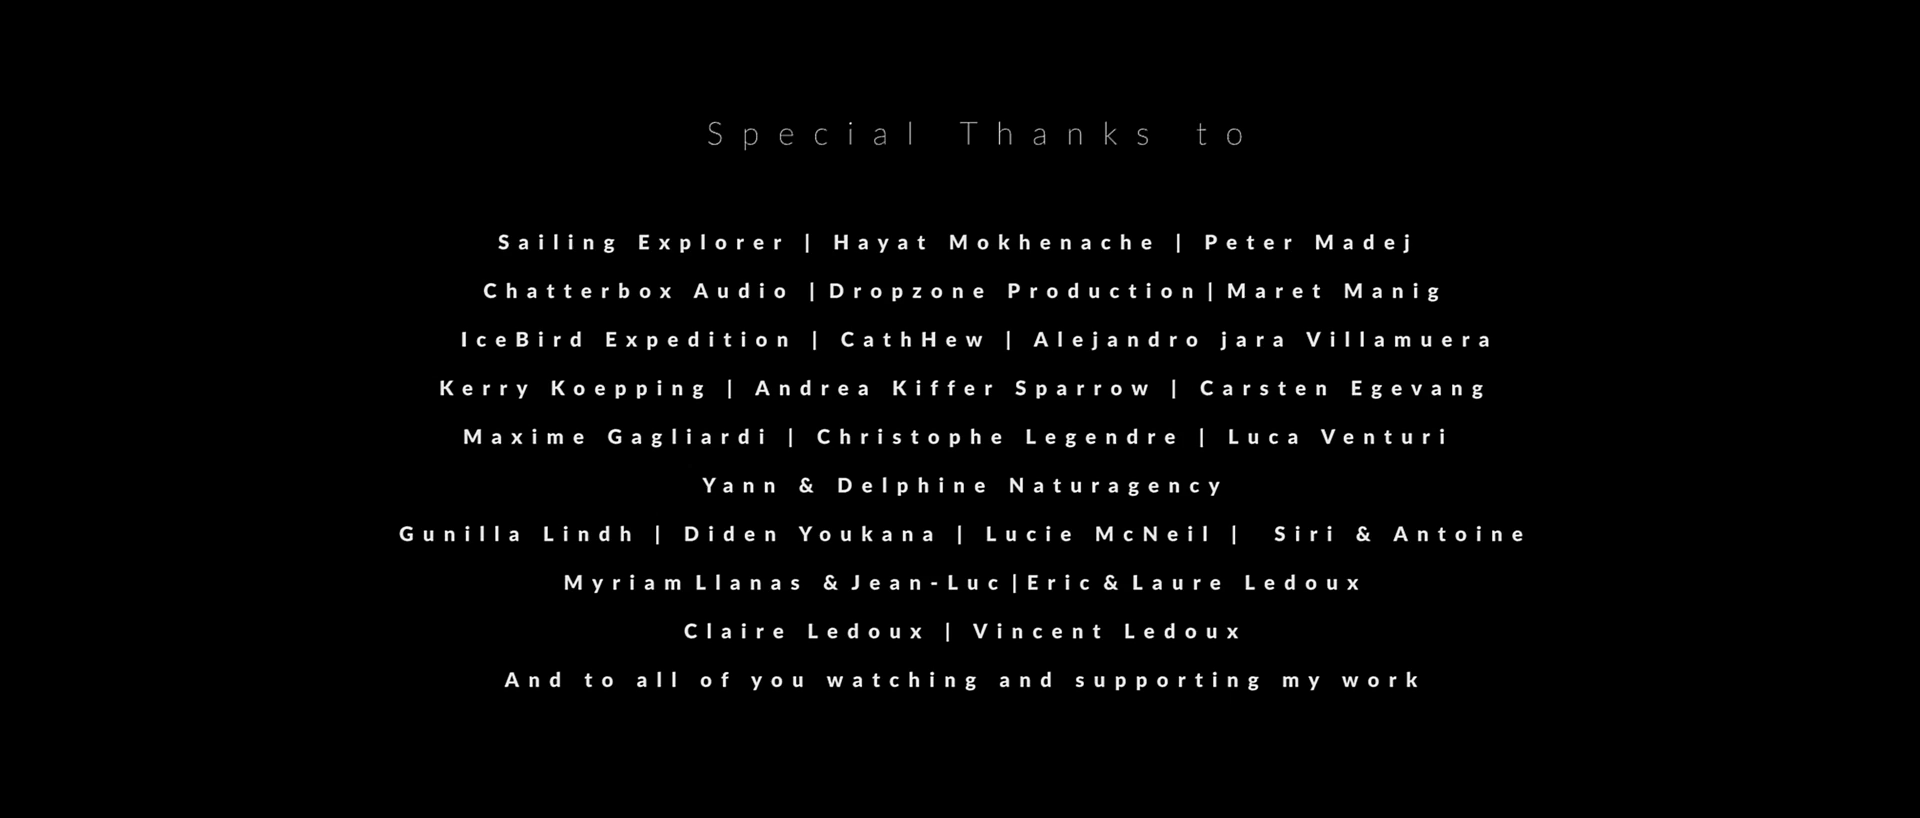 Special Thanks to
Sailing Explorer | Hayat Mokhenache | Peter Madej
Chatterbox Audio | Dropzone Production | Maret Manig
IceBird Expedition | CathHew | Alejandro jara Villamuera
Kerry Koepping | Andrea Kiffer Sparrow | Carsten Egevang
Maxime Gagliardi | Christophe Legendre | Luca Venturi
Yann & Delphine Naturagency
Gunilla Lindh | Diden Youkana | Lucie McNeil | Siri & Antoine
Myriam Llanas & Jean-Luc | Eric & Laure Ledoux
Claire Ledoux | Vincent Ledoux
And to all of you watching and supporting my work